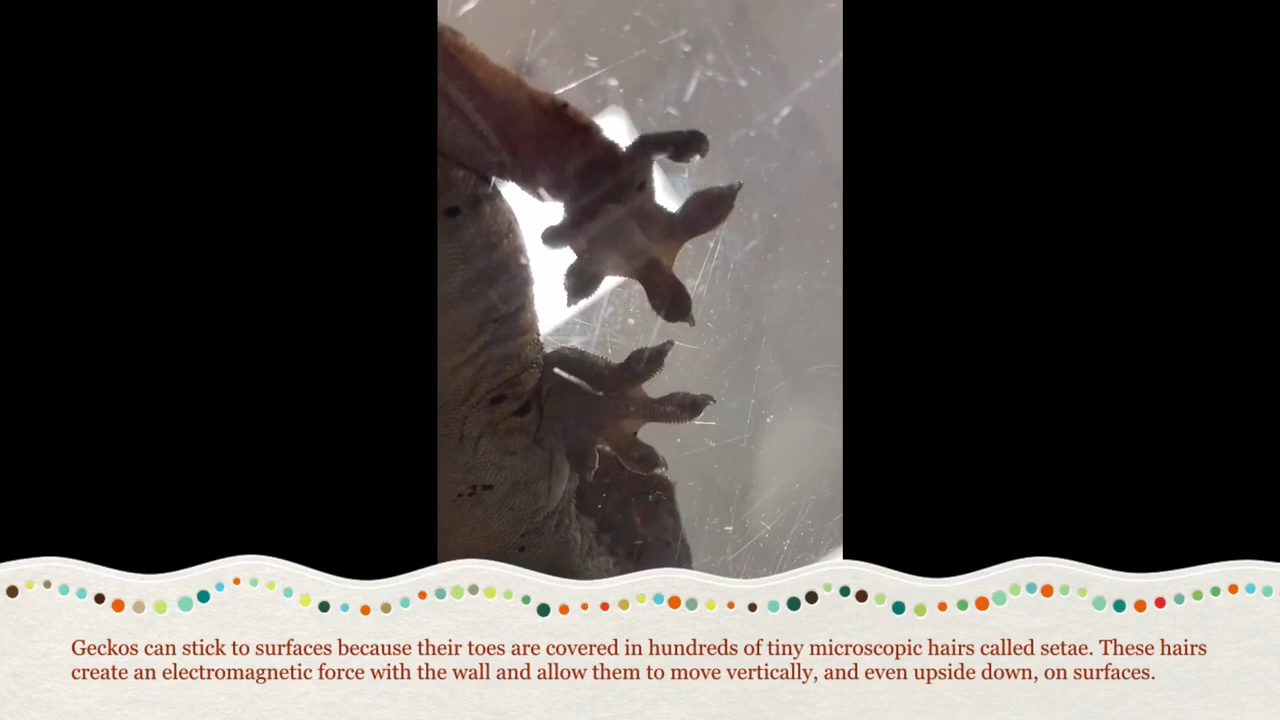 Geckos can stick to surfaces because their toes are covered in hundreds of tiny microscopic hairs called setae. These hairs
create an electromagnetic force with the wall and allow them to move vertically, and even upside down, on surfaces.